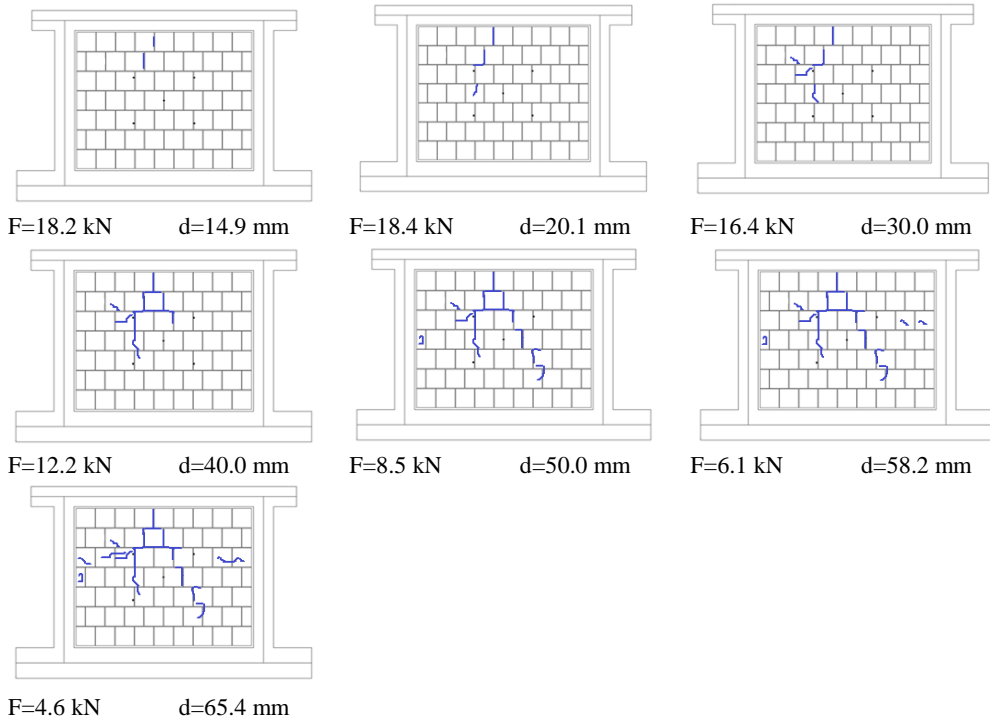 F=18.2 kN d=14.9 mm
F=18.4 kN d=20.1 mm
F=16.4 kN d=30.0 mm
F=12.2 kN d=40.0 mm
F=8.5 kN d=50.0 mm
F=6.1 kN d=58.2 mm
F=4.6 kN d=65.4 mm